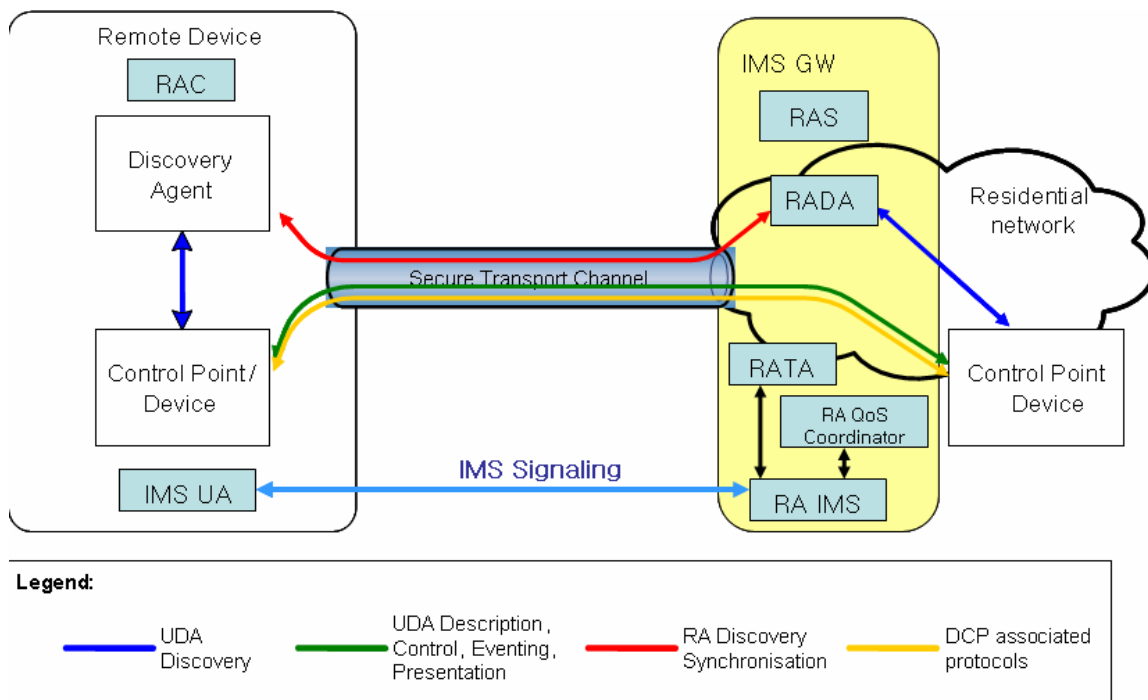 Remote Device
RAC
Discovery
Agent
Control Point/
Device
IMS UA
Secure Transport Channel
IMS Signaling
IMS GW
RAS
RADA
RATA
RA QoS
Coordinator
RA IMS
Residential
network
Control Point
Device
Legend:
UDA
Discovery
UDA Description,
Control, Eventing,
Presentation
RA Discovery
Synchronisation
DCP associated
protocols